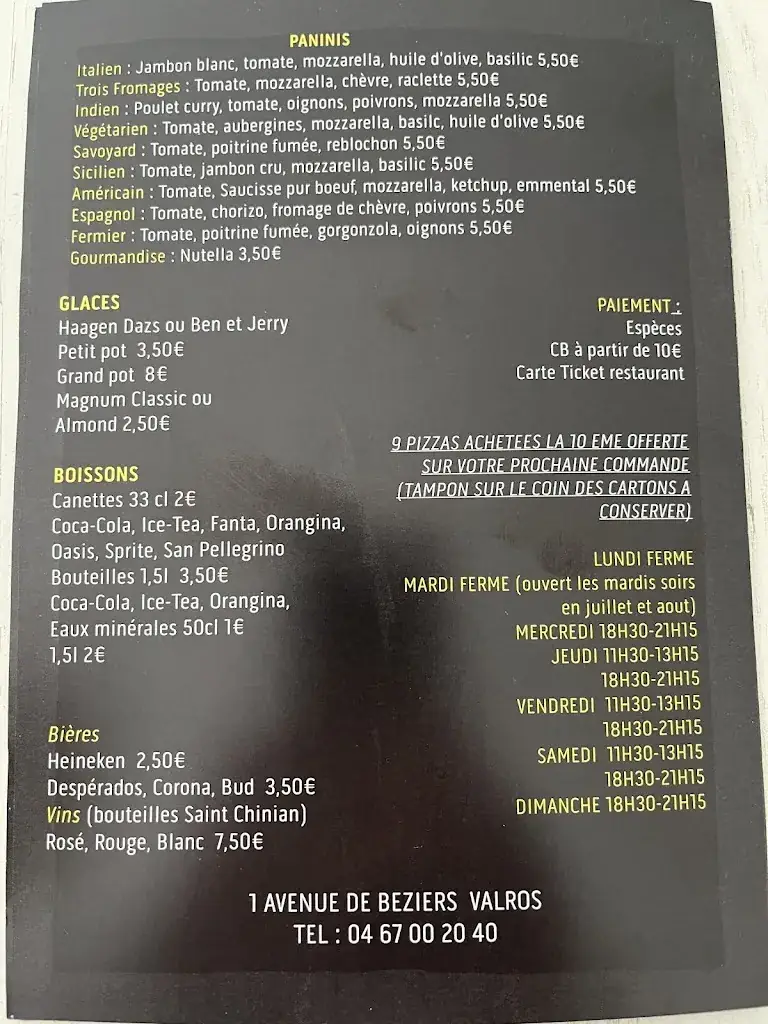 PANINIS
Italien : Jambon blanc, tomate, mozzarella, huile d'olive, basilic 5,50€
Trois Fromages : Tomate, mozzarella, chèvre, raclette 5,50€
Indien : Poulet curry, tomate, oignons, poivrons, mozzarella 5,50€
Végétarien : Tomate, aubergines, mozzarella, basilc, huile d'olive 5,50€
Savoyard : Tomate, poitrine fumée, reblochon 5,50€
Sicilien : Tomate, jambon cru, mozzarella, basilic 5,50€
Américain : Tomate, Saucisse pur boeuf, mozzarella, ketchup, emmental 5,50€
Espagnol : Tomate, chorizo, fromage de chèvre, poivrons 5,50€
Fermier : Tomate, poitrine fumée, gorgonzola, oignons 5,50€
Gourmandise : Nutella 3,50€
GLACES
Haagen Dazs ou Ben et Jerry
Petit pot 3,50€
Grand pot 8€
Magnum Classic ou
Almond 2,50€
BOISSONS
Canettes 33 cl 2€
Coca-Cola, Ice-Tea, Fanta, Orangina,
Oasis, Sprite, San Pellegrino
Bouteilles 1,5l 3,50€
Coca-Cola, Ice-Tea, Orangina,
Eaux minérales 50cl 1€
1,5l 2€
Bières
Heineken 2,50€
Despérados, Corona, Bud 3,50€
Vins (bouteilles Saint Chinian)
Rosé, Rouge, Blanc 7,50€
PAIEMENT :
Espèces
CB à partir de 10€
Carte Ticket restaurant
9 PIZZAS ACHETEES LA 10 EME OFFERTE
SUR VOTRE PROCHAINE COMMANDE
(TAMPON SUR LE COIN DES CARTONS A
CONSERVER)
LUNDI FERME
MARDI FERME (ouvert les mardis soirs
en juillet et aout)
MERCREDI 18H30-21H15
JEUDI 11H30-13H15
18H30-21H15
VENDREDI 11H30-13H15
18H30-21H15
SAMEDI 11H30-13H15
18H30-21H15
DIMANCHE 18H30-21H15
1 AVENUE DE BEZIERS VALROS
TEL : 04 67 00 20 40